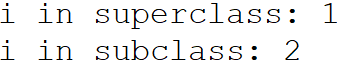 i in superclass: 1
i in subclass: 2